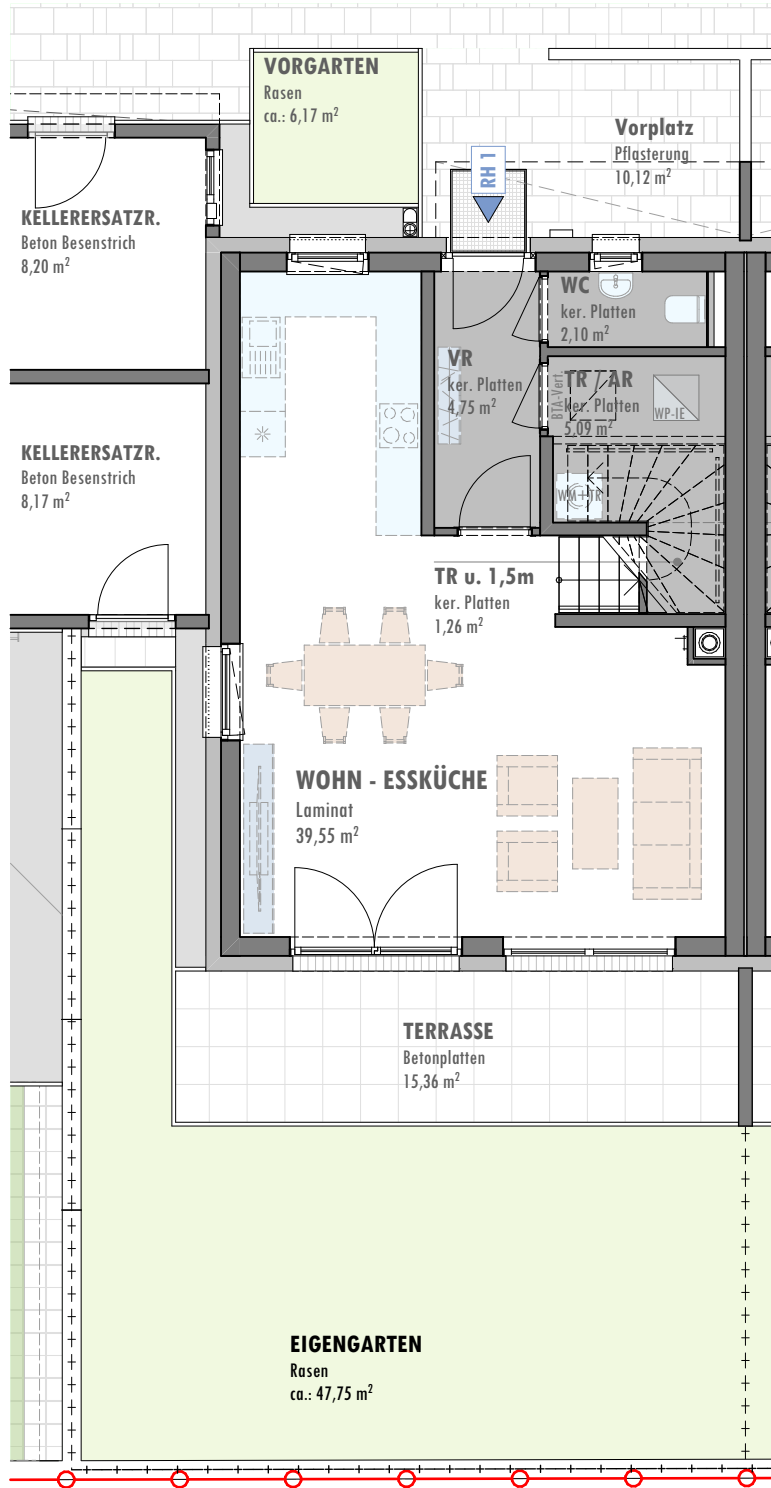 VORGARTEN
Rasen
ca.: 6,17 m²
Vorplatz
Pflasterung
10,12 m²
RH 1
KELLERERSATZR.
Beton Besenstrich
8,20 m²
WC
ker. Platten
2,10 m²
VR
ker. Platten
4,75 m²
TR / AR
ker. Platten
5,09 m²
BTA-Vert.
WP-IE
KELLERERSATZR.
Beton Besenstrich
8,17 m²
WM+TR
TR u. 1,5m
ker. Platten
1,26 m²
WOHN - ESSKÜCHE
Laminat
39,55 m²
TERRASSE
Betonplatten
15,36 m²
EIGENGARTEN
Rasen
ca.: 47,75 m²